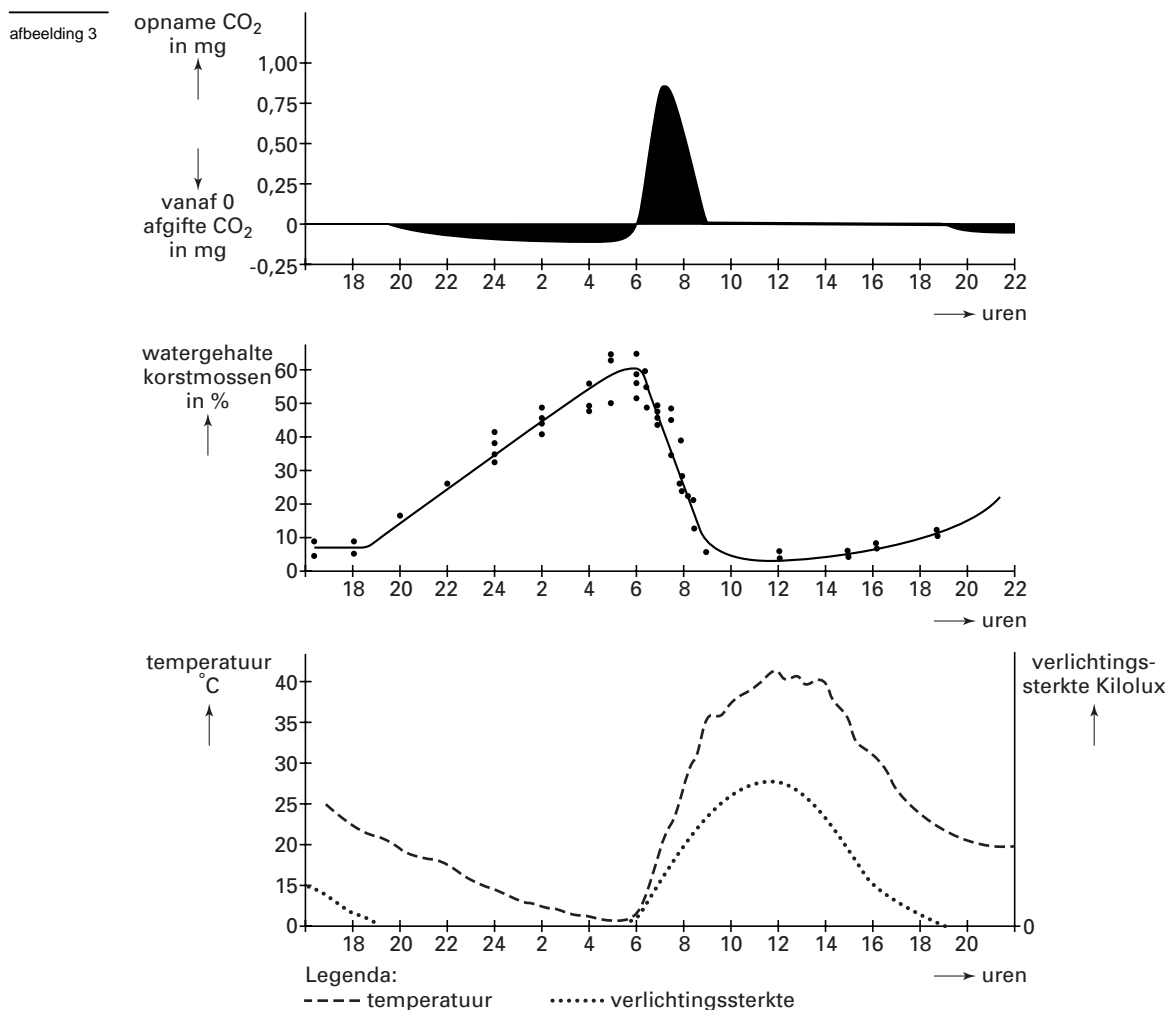 afbeelding 3
opname CO₂
in mg
1,00
0,75
0,50
0,25
0
-0,25
vanaf 0
afgifte CO₂
in mg
18 20 22 24 2 4 6 8 10 12 14 16 18 20 22
uren
watergehalte
korstmossen
in %
60
50
40
30
20
10
0
18 20 22 24 2 4 6 8 10 12 14 16 18 20 22
uren
temperatuur
°C
40
35
30
25
20
15
0
verlichtings-
sterkte Kilolux
0
18 20 22 24 2 4 6 8 10 12 14 16 18 20
uren
Legenda:
temperatuur verlichtingssterkte